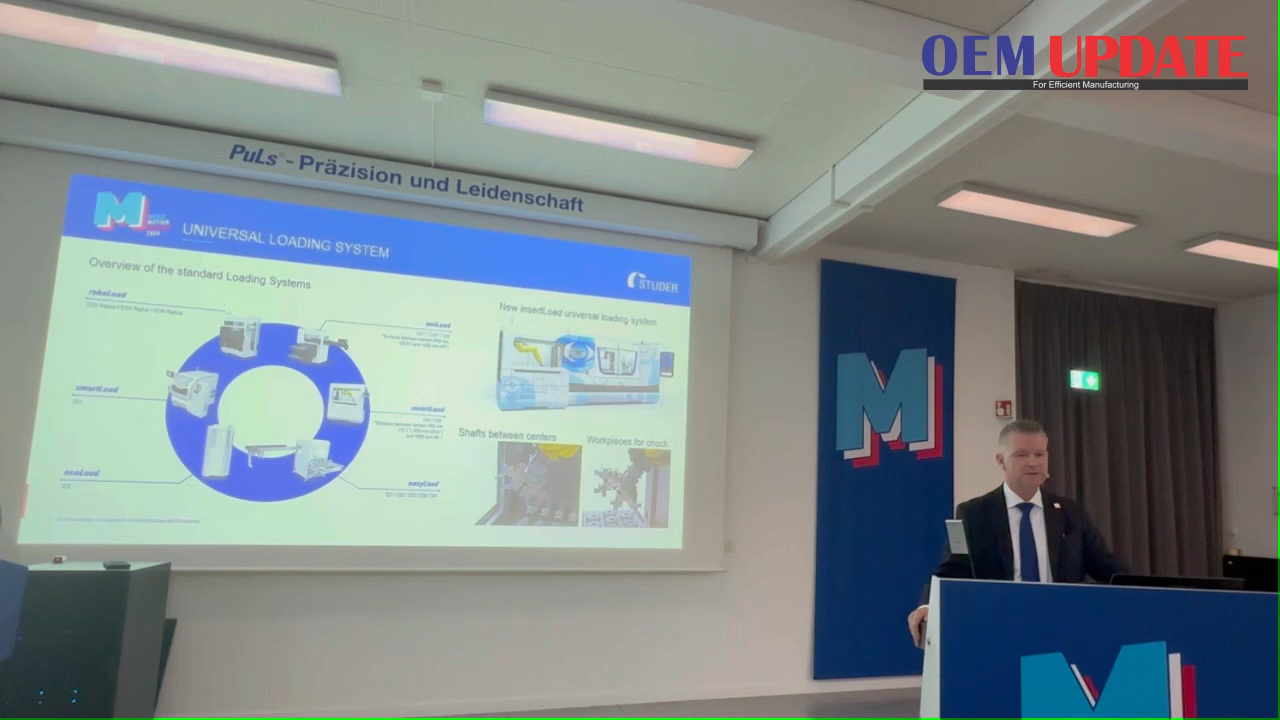 OEM UPDATE
For Efficient Manufacturing
PuLs® - Präzision und Leidenschaft
M
UNIVERSAL LOADING SYSTEM
STUDER
Overview of the standard Loading Systems
roboLoad
uniLoad
smartLoad
insertLoad
ecoLoad
easyLoad
New insertLoad universal loading system
Shafts between centers
Workpieces for chuck
M
M